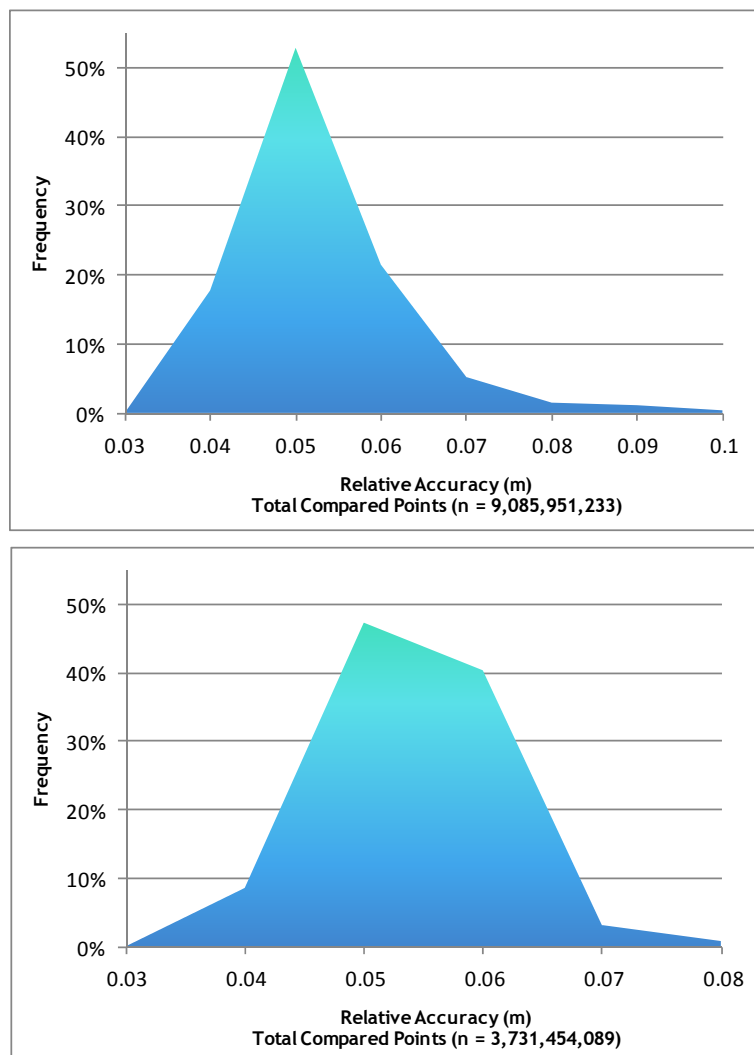 50%
40%
30%
20%
10%
0%
Frequency
0.03 0.04 0.05 0.06 0.07 0.08 0.09 0.1
Relative Accuracy (m)
Total Compared Points (n = 9,085,951,233)
50%
40%
30%
20%
10%
0%
Frequency
0.03 0.04 0.05 0.06 0.07 0.08
Relative Accuracy (m)
Total Compared Points (n = 3,731,454,089)